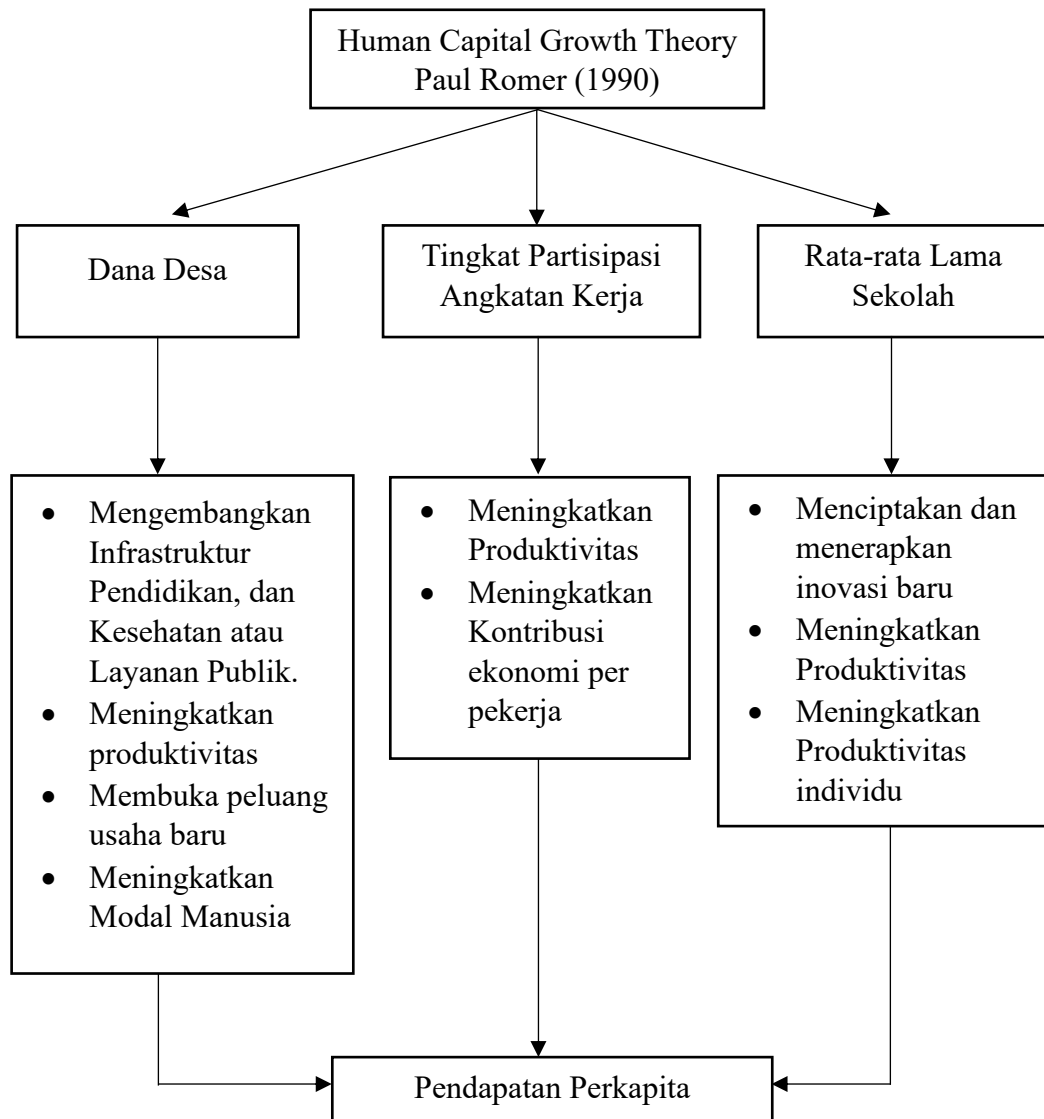 Human Capital Growth Theory
Paul Romer (1990)
Dana Desa
Tingkat Partisipasi
Angkatan Kerja
Rata-rata Lama
Sekolah
• Mengembangkan
Infrastruktur
Pendidikan, dan
Kesehatan atau
Layanan Publik.
• Meningkatkan
produktivitas
• Membuka peluang
usaha baru
• Meningkatkan
Modal Manusia
• Meningkatkan
Produktivitas
• Meningkatkan
Kontribusi
ekonomi per
pekerja
• Menciptakan dan
menerapkan
inovasi baru
• Meningkatkan
Produktivitas
• Meningkatkan
Produktivitas
individu
Pendapatan Perkapita